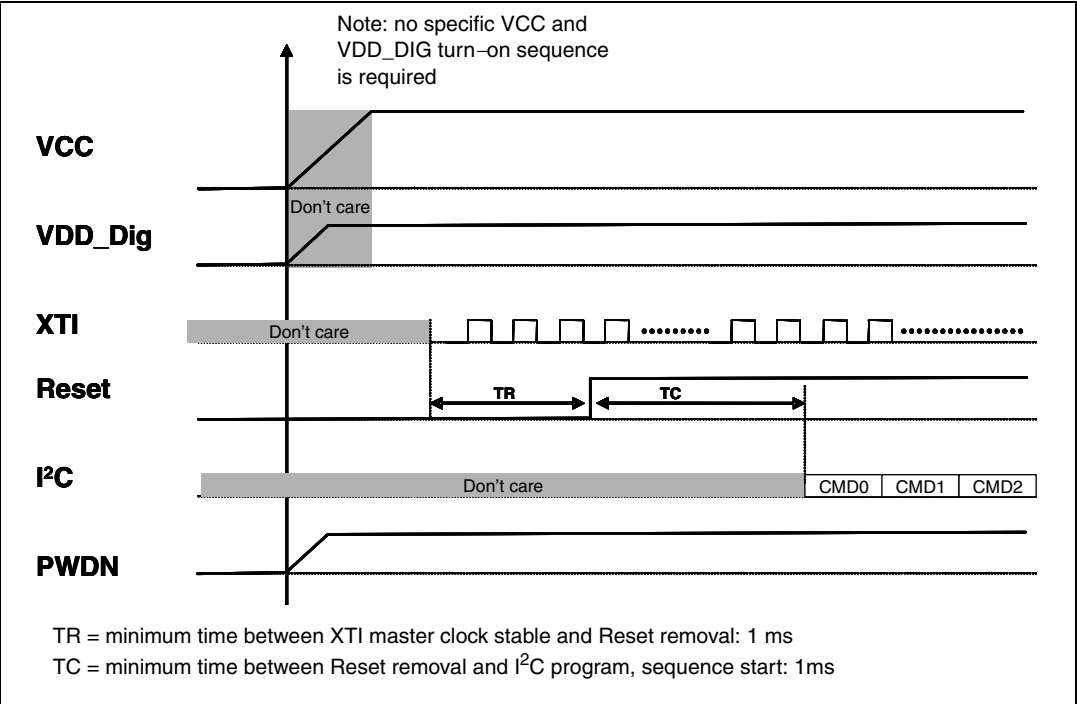 Note: no specific VCC and
VDD_DIG turn–on sequence
is required
VCC
Don't care
VDD_Dig
XTI
Don't care
Reset
TR
TC
I²C
Don't care
CMD0
CMD1
CMD2
PWDN
TR = minimum time between XTI master clock stable and Reset removal: 1 ms
TC = minimum time between Reset removal and I²C program, sequence start: 1ms